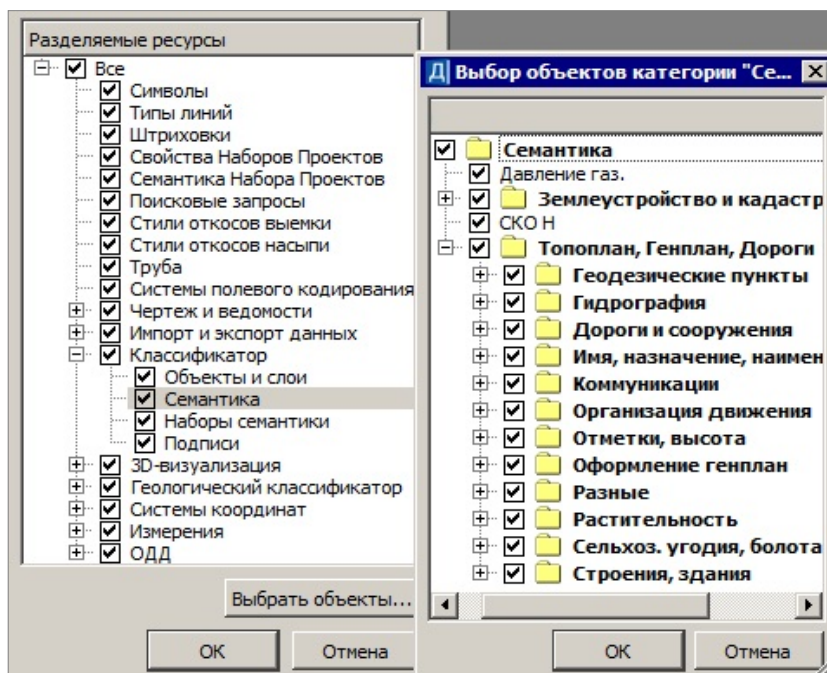 Разделяемые ресурсы
Все
Символы
Типы линий
Штриховки
Свойства Наборов Проектов
Семантика Набора Проектов
Поисковые запросы
Стили откосов выемки
Стили откосов насыпи
Труба
Системы полевого кодирования
Чертеж и ведомости
Импорт и экспорт данных
Классификатор
Объекты и слои
Семантика
Наборы семантики
Подписи
3D-визуализация
Геологический классификатор
Системы координат
Измерения
ОДД
Выбрать объекты...
ОК
Отмена
Д Выбор объектов категории "Се...
Семантика
Давление газ.
Землеустройство и кадастр
СКО Н
Топоплан, Генплан, Дороги
Геодезические пункты
Гидрография
Дороги и сооружения
Имя, назначение, наимен
Коммуникации
Организация движения
Отметки, высота
Оформление генплан
Разные
Растительность
Сельхоз. угодия, болота
Строения, здания
ОК
Отмена